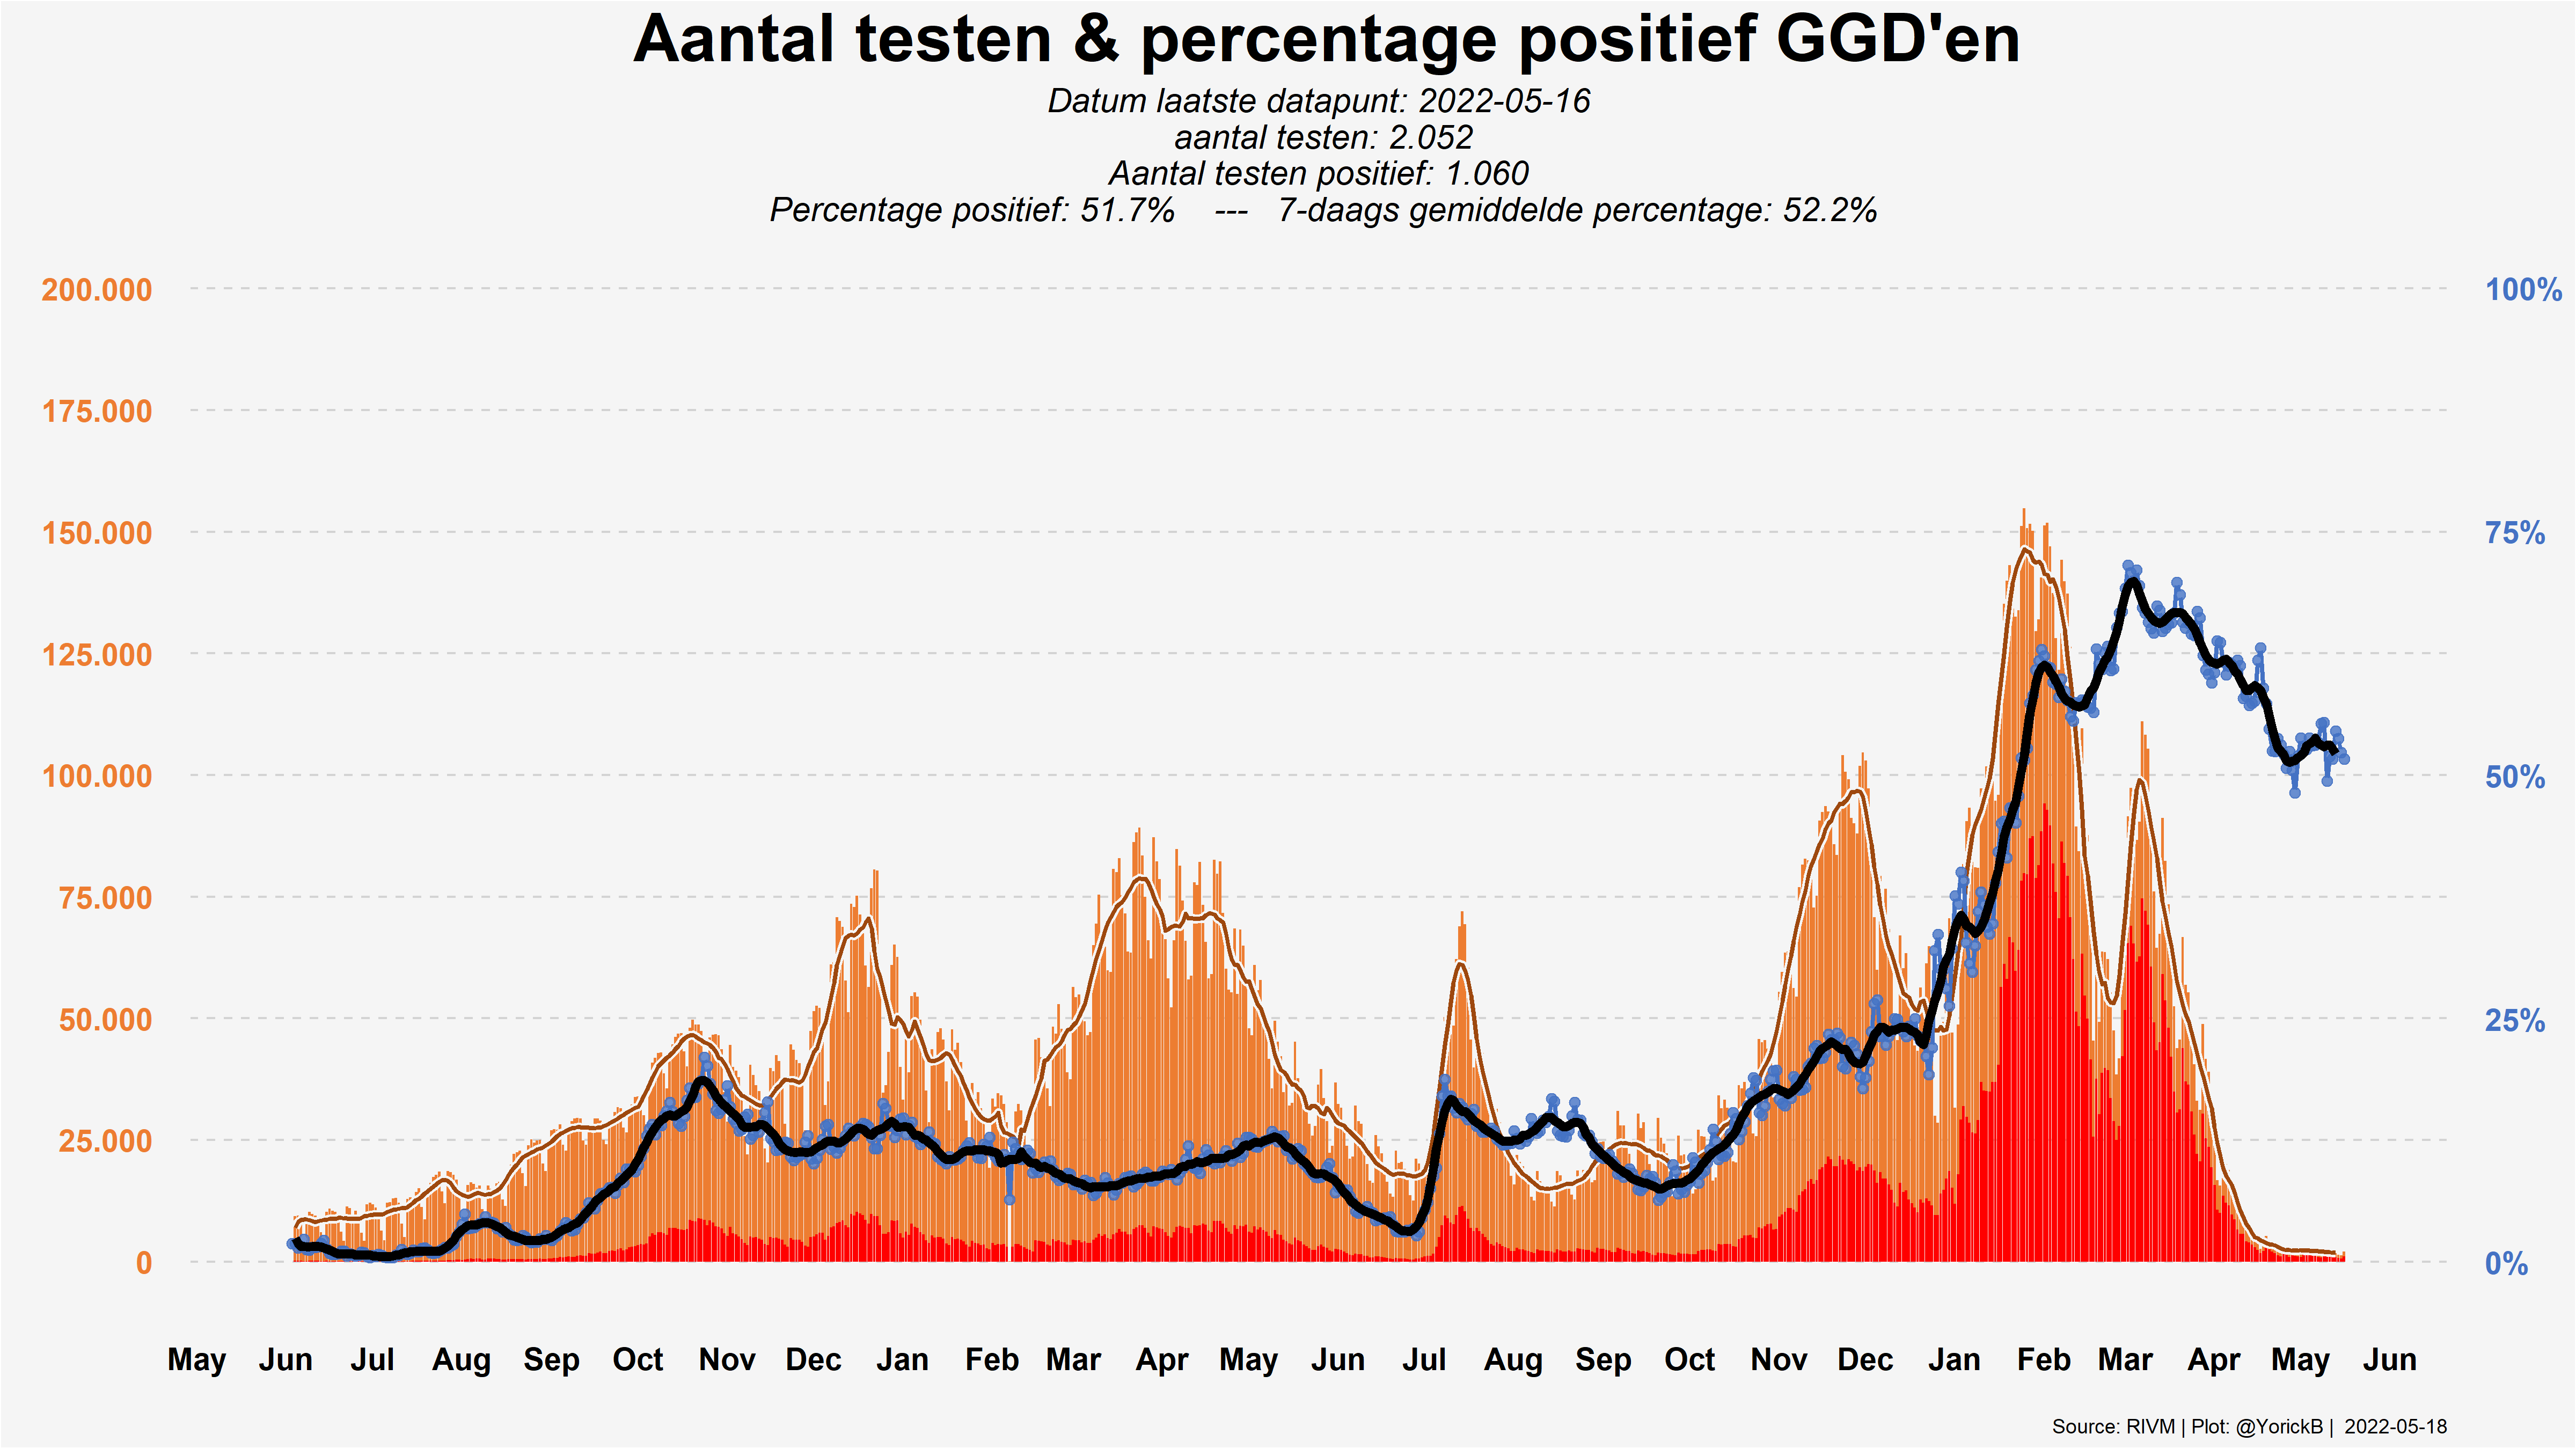 Aantal testen & percentage positief GGD'en
Datum laatste datapunt: 2022-05-16
aantal testen: 2.052
Aantal testen positief: 1.060
Percentage positief: 51.7% --- 7-daags gemiddelde percentage: 52.2%
200.000 100%
175.000
150.000 75%
125.000
100.000 50%
75.000
50.000 25%
25.000
0 0%
May Jun Jul Aug Sep Oct Nov Dec Jan Feb Mar Apr May Jun Jul Aug Sep Oct Nov Dec Jan Feb Mar Apr May Jun
Source: RIVM | Plot: @YorickB | 2022-05-18